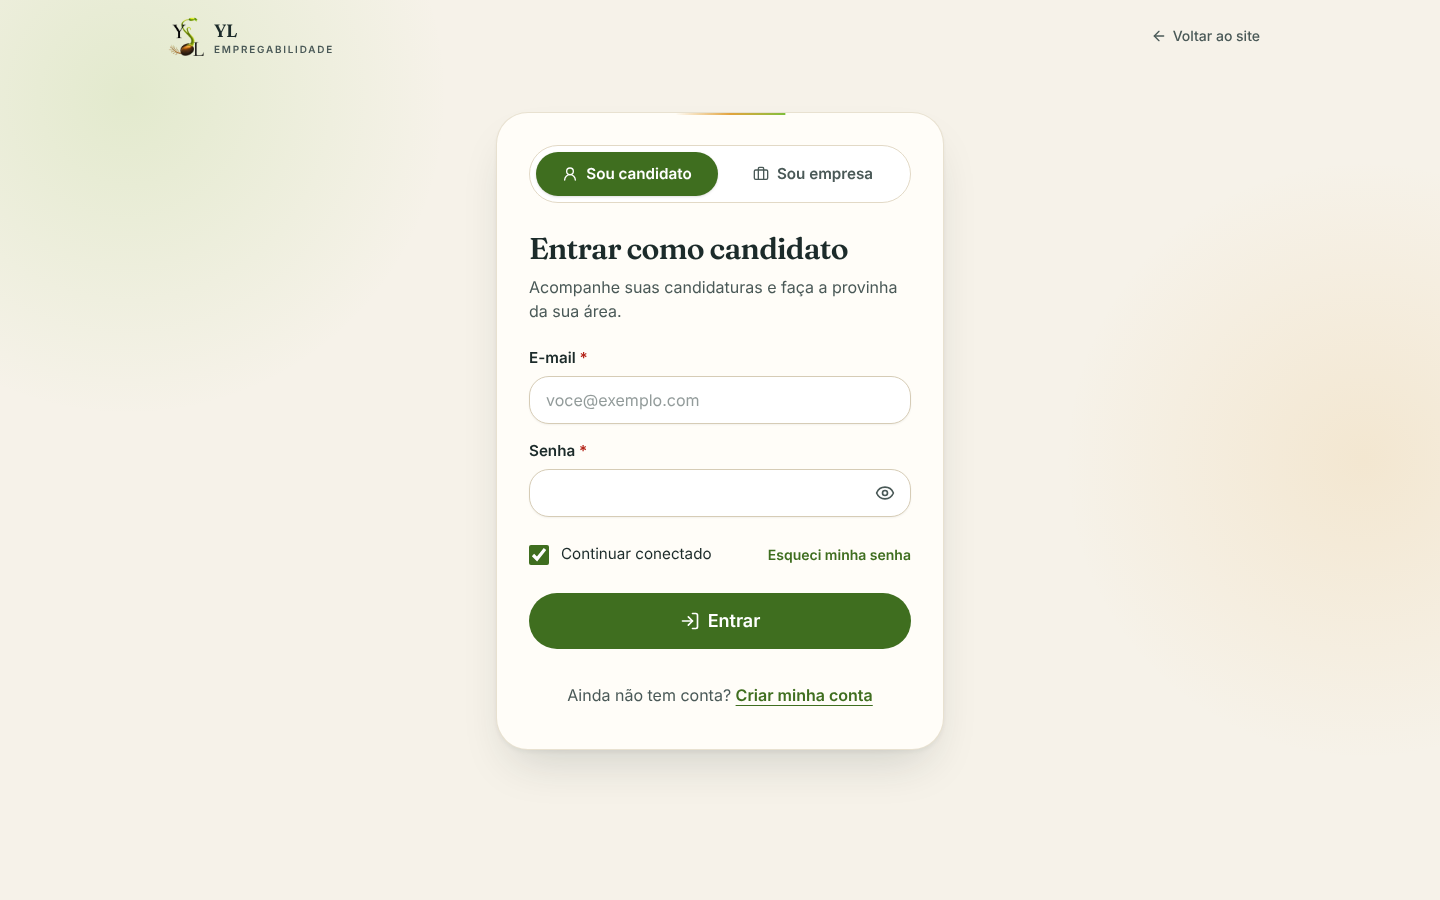 YL
YL
EMPREGABILIDADE
Voltar ao site
Sou candidato
Sou empresa
Entrar como candidato
Acompanhe suas candidaturas e faça a provinha
da sua área.
E-mail *
voce@exemplo.com
Senha *
Continuar conectado
Esqueci minha senha
Entrar
Ainda não tem conta? Criar minha conta